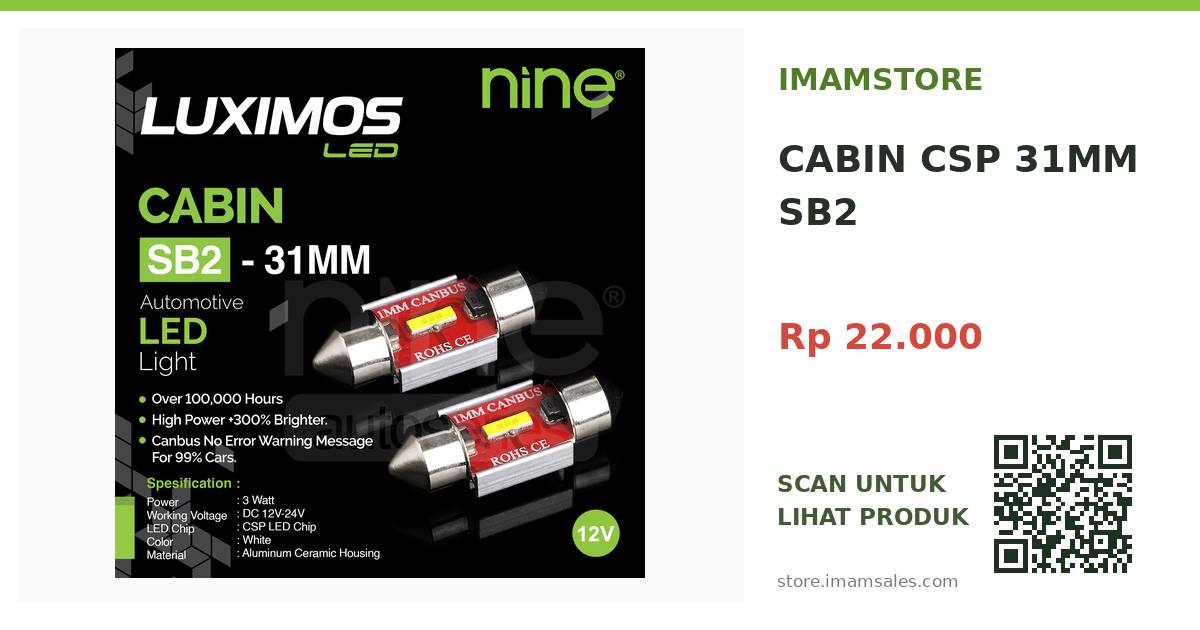 nine®
LUXIMOS
LED
CABIN
SB2 - 31MM
Automotive
LED
Light
1MM CANBUS
ROHS CE
1MM CANBUS
ROHS CE
nine®
• Over 100,000 Hours
• High Power +300% Brighter.
• Canbus No Error Warning Message
For 99% Cars.
Spesification :
Power : 3 Watt
Working Voltage : DC 12V-24V
LED Chip : CSP LED Chip
Color : White
Material : Aluminum Ceramic Housing
12V
IMAMSTORE
CABIN CSP 31MM
SB2
Rp 22.000
SCAN UNTUK
LIHAT PRODUK
store.imamsales.com